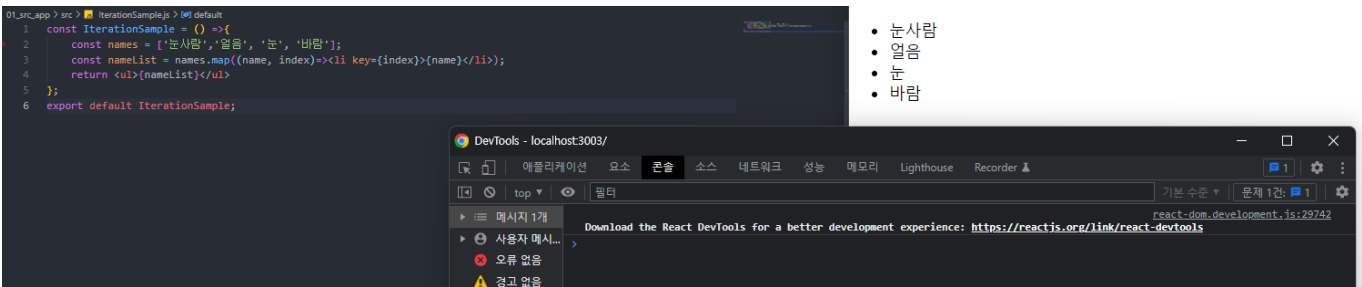 01_src_app > src > IterationSample.js > default
1 const IterationSample = () =>{
2 const names = ['눈사람','얼음', '눈', '바람'];
3 const nameList = names.map((name, index)=><li key={index}>{name}</li>);
4 return <ul>{nameList}</ul>
5 };
6 export default IterationSample;
• 눈사람
• 얼음
• 눈
• 바람
DevTools - localhost:3003/
애플리케이션 요소 콘솔 소스 네트워크 성능 메모리 Lighthouse Recorder 1
top ▼ 필터 기본 수준 ▼ 문제 1건: 1
메시지 1개
react-dom.development.js:29742
Download the React DevTools for a better development experience: https://reactjs.org/link/react-devtools
사용자 메시...
오류 없음
경고 없음